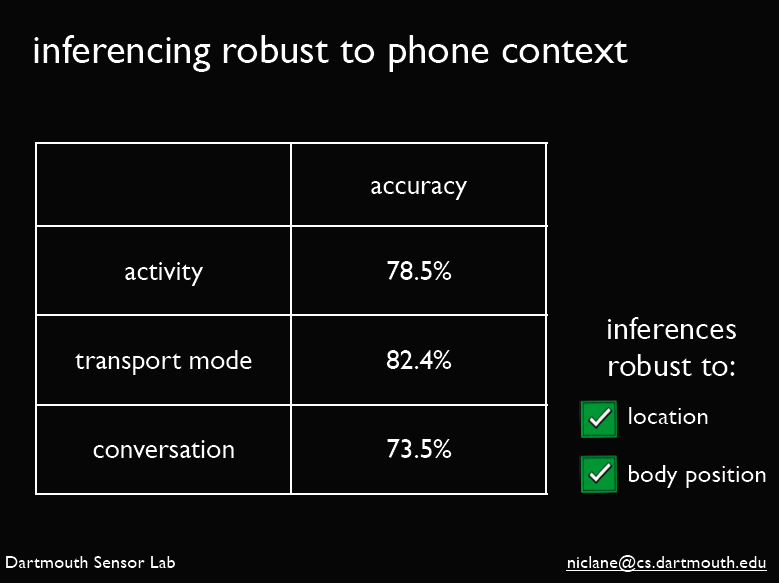 inferencing robust to phone context
accuracy
activity 78.5%
transport mode 82.4%
conversation 73.5%
inferences
robust to:
location
body position
Dartmouth Sensor Lab niclane@cs.dartmouth.edu